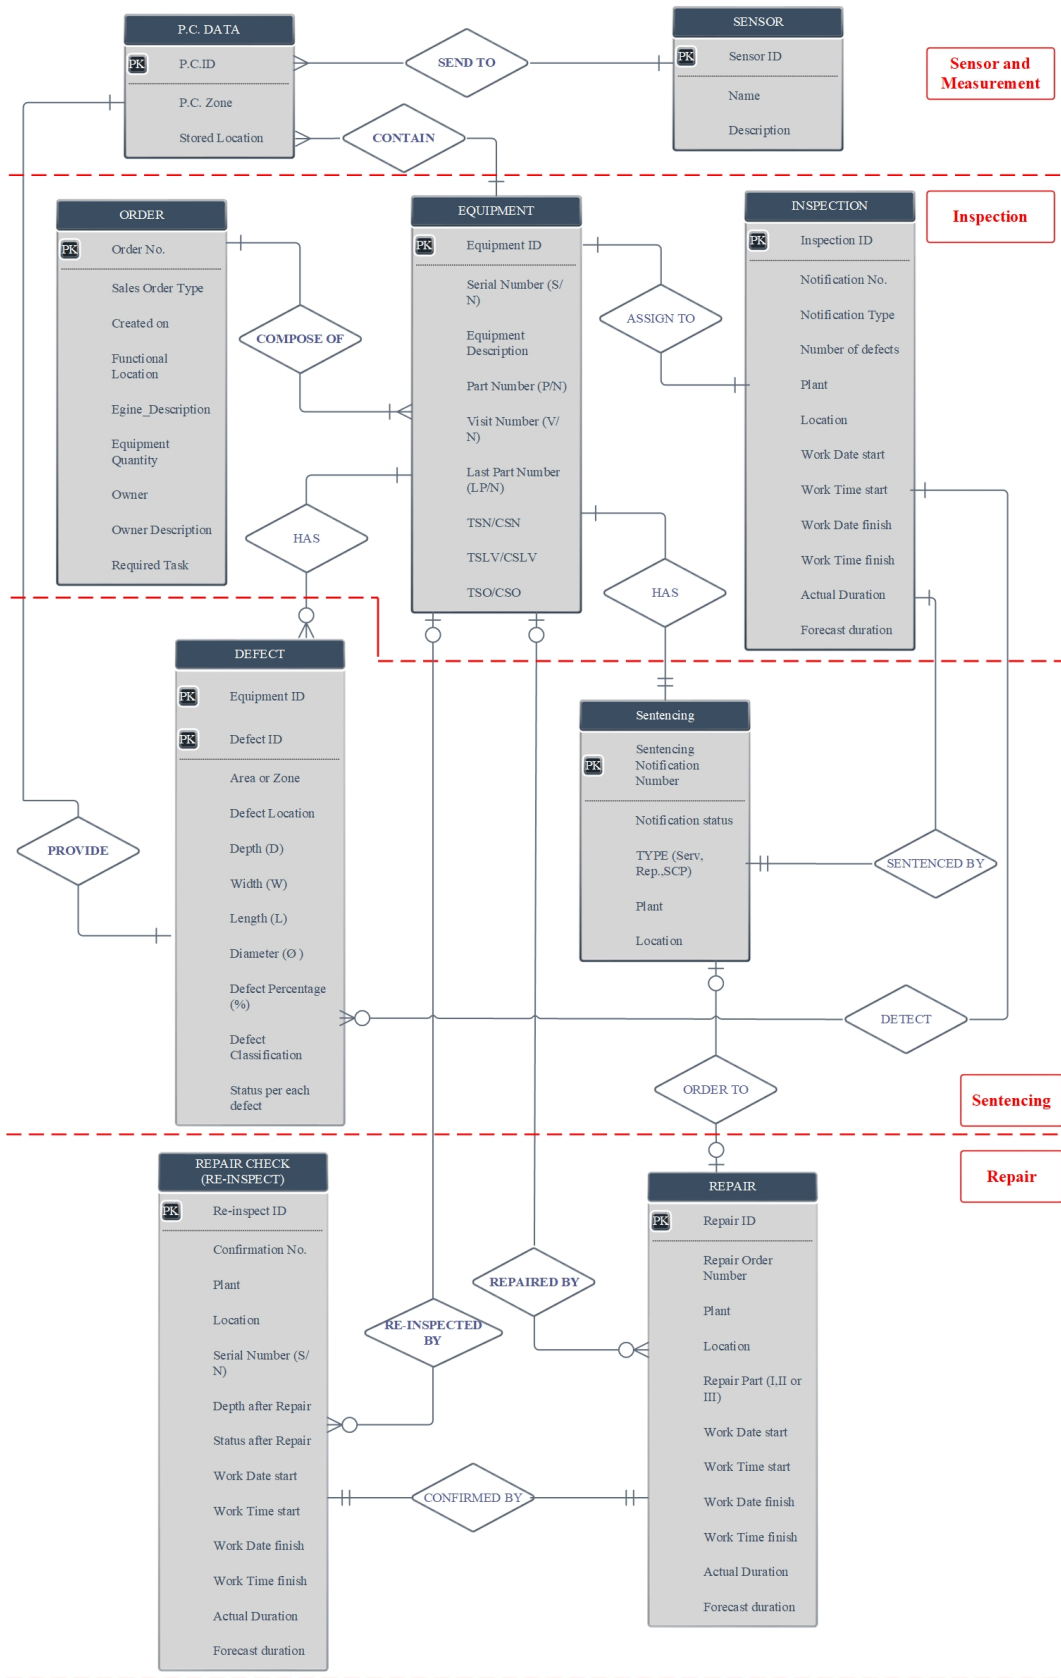 P.C. DATA
PK
P.C.ID
P.C. Zone
Stored Location
SEND TO
SENSOR
PK
Sensor ID
Name
Description
Sensor and
Measurement
CONTAIN
ORDER
PK
Order No.
Sales Order Type
Created on
Functional
Location
Egine_Description
Equipment
Quantity
Owner
Owner Description
Required Task
COMPOSE OF
EQUIPMENT
PK
Equipment ID
Serial Number (S/
N)
Equipment
Description
Part Number (P/N)
Visit Number (V/
N)
Last Part Number
(LP/N)
TSN/CSN
TSLV/CSLV
TSO/CSO
ASSIGN TO
INSPECTION
PK
Inspection ID
Notification No.
Notification Type
Number of defects
Plant
Location
Work Date start
Work Time start
Work Date finish
Work Time finish
Actual Duration
Forecast duration
Inspection
HAS
HAS
DEFECT
PK
Equipment ID
PK
Defect ID
Area or Zone
Defect Location
Depth (D)
Width (W)
Length (L)
Diameter (Ø )
Defect Percentage
(%)
Defect
Classification
Status per each
defect
PROVIDE
Sentencing
PK
Sentencing
Notification
Number
Notification status
TYPE (Serv,
Rep.,SCP)
Plant
Location
SENTENCED BY
DETECT
ORDER TO
Sentencing
REPAIR CHECK
(RE-INSPECT)
PK
Re-inspect ID
Confirmation No.
Plant
Location
Serial Number (S/
N)
Depth after Repair
Status after Repair
Work Date start
Work Time start
Work Date finish
Work Time finish
Actual Duration
Forecast duration
RE-INSPECTED
BY
REPAIRED BY
CONFIRMED BY
REPAIR
PK
Repair ID
Repair Order
Number
Plant
Location
Repair Part (I,II or
III)
Work Date start
Work Time start
Work Date finish
Work Time finish
Actual Duration
Forecast duration
Repair